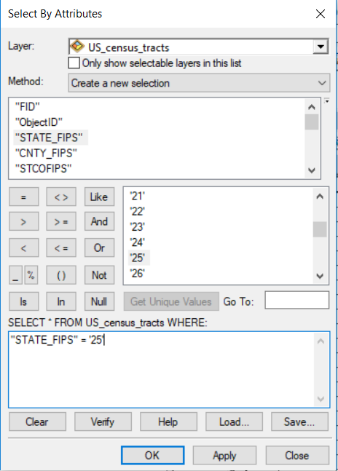 Select By Attributes
Layer: US_census_tracts
Only show selectable layers in this list
Method: Create a new selection
"FID"
"ObjectID"
"STATE_FIPS"
"CNTY_FIPS"
"STCOFIPS"
= < > Like
> > = And
< < = Or
_ % ( ) Not
Is In Null
'21'
'22'
'23'
'24'
'25'
'26'
Get Unique Values Go To:
SELECT * FROM US_census_tracts WHERE:
"STATE_FIPS" = '25'
Clear Verify Help Load... Save...
OK Apply Close